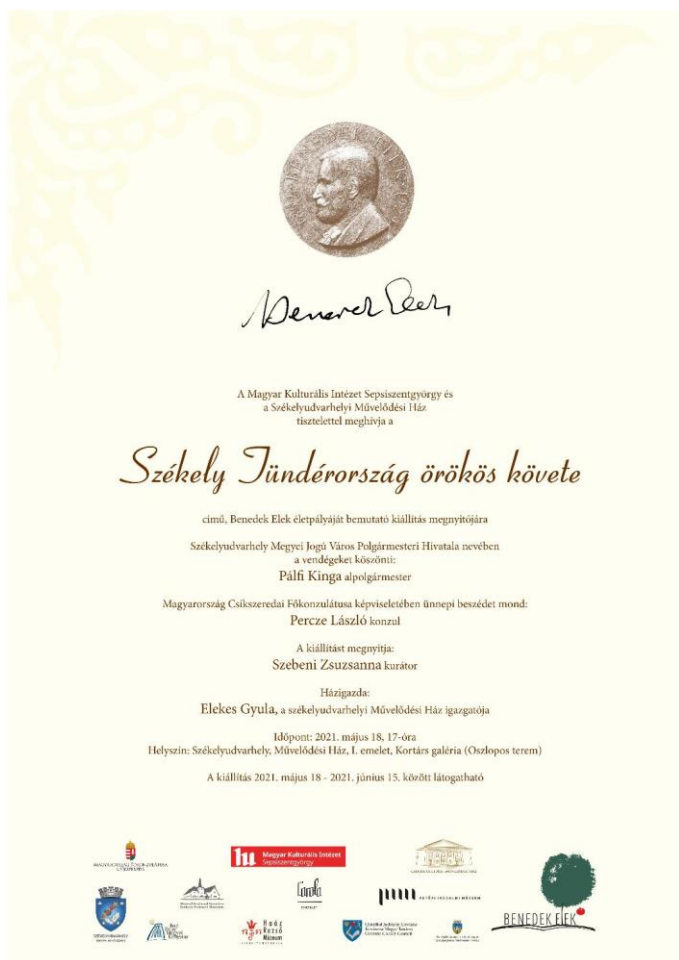 Benedek Elek
A Magyar Kulturális Intézet Sepsiszentgyörgy és
a Székelyudvarhelyi Művelődési Ház
tisztelettel meghívja a
Székely Tündérország örökös követe
című, Benedek Elek életpályáját bemutató kiállítás megnyitójára
Székelyudvarhely Megyei Jogú Város Polgármesteri Hivatala nevében
a vendégeket köszönti:
Pálfi Kinga alpolgármester
Magyarország Csíkszeredai Főkonzulátusa képviseletében ünnepi beszédet mond:
Percze László konzul
A kiállítást megnyitja:
Szebeni Zsuzsanna kurátor
Házigazda:
Elekes Gyula, a székelyudvarhelyi Művelődési Ház igazgatója
Időpont: 2021. május 18, 17-óra
Helyszín: Székelyudvarhely, Művelődési Ház, I. emelet, Kortárs galéria (Oszlopos terem)
A kiállítás 2021. május 18 - 2021. június 15. között látogatható
hu Magyar Kulturális Intézet
Sepsiszentgyörgy
Haáz
Rezső
Múzeum
BENEDEK ELEK